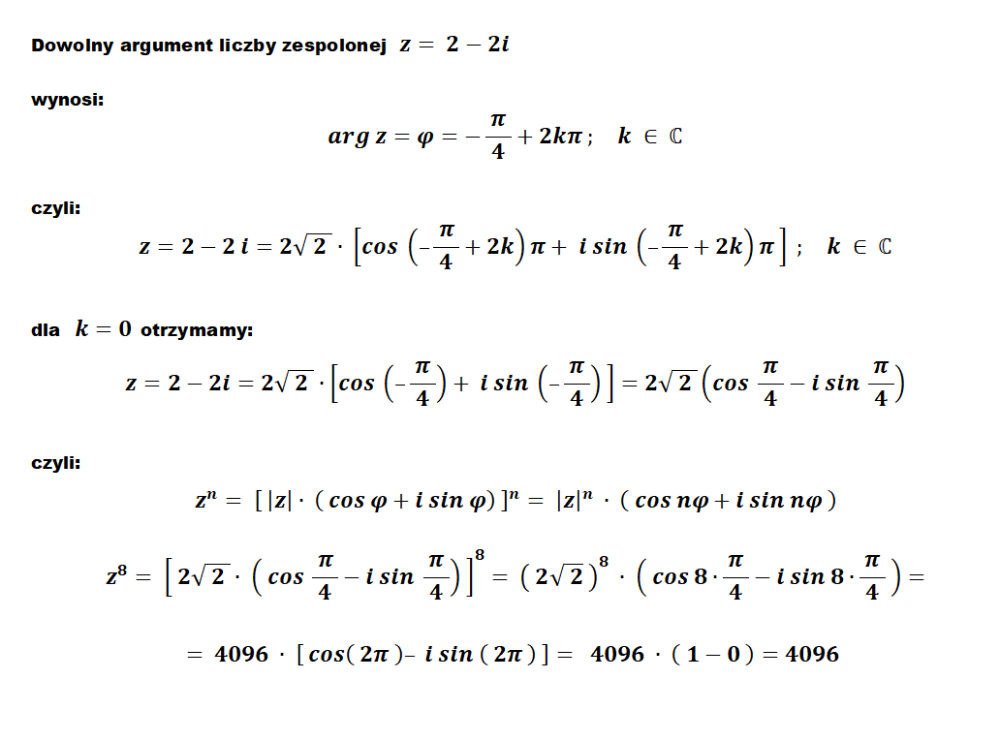 Dowolny argument liczby zespolonej z = 2 − 2i
wynosi:
arg z = φ = − π/4 + 2kπ ; k ∈ ℂ
czyli:
z = 2 − 2 i = 2√2 · [cos (− π/4 + 2k) π + i sin (− π/4 + 2k) π] ; k ∈ ℂ
dla k = 0 otrzymamy:
z = 2 − 2i = 2√2 · [cos (− π/4) + i sin (− π/4)] = 2√2 (cos π/4 − i sin π/4)
czyli:
zⁿ = [ |z| · ( cos φ + i sin φ) ]ⁿ = |z|ⁿ · ( cos nφ + i sin nφ )
z⁸ = [ 2√2 · ( cos π/4 − i sin π/4 ) ]⁸ = ( 2√2 )⁸ · ( cos 8 · π/4 − i sin 8 · π/4 ) =
= 4096 · [ cos( 2π )– i sin ( 2π ) ] = 4096 · ( 1 − 0 ) = 4096